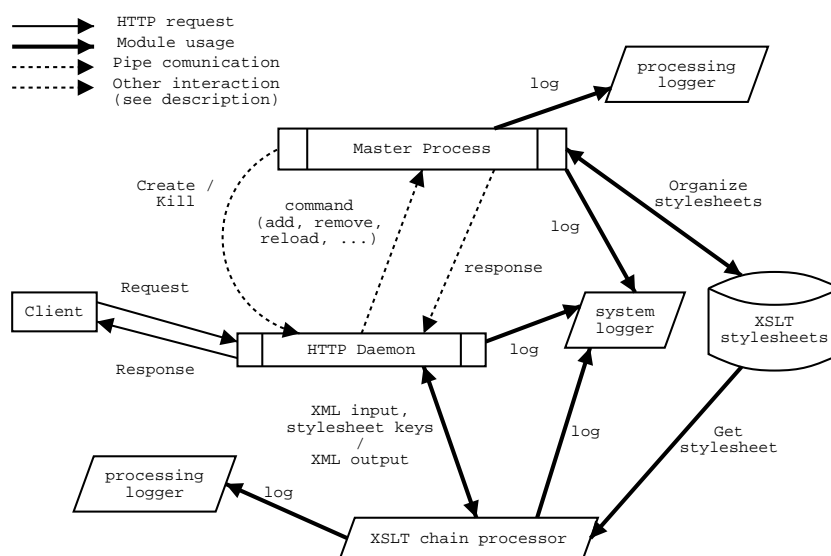 HTTP request
Module usage
Pipe comunication
Other interaction
(see description)
processing
logger
log
Master Process
Create /
Kill
command
(add, remove,
reload, ...)
Organize
stylesheets
log
response
Request
Client
system
logger
XSLT
stylesheets
HTTP Daemon
log
Response
XML input,
stylesheet keys
/
XML output
log
Get
stylesheet
processing
logger
log
XSLT chain processor